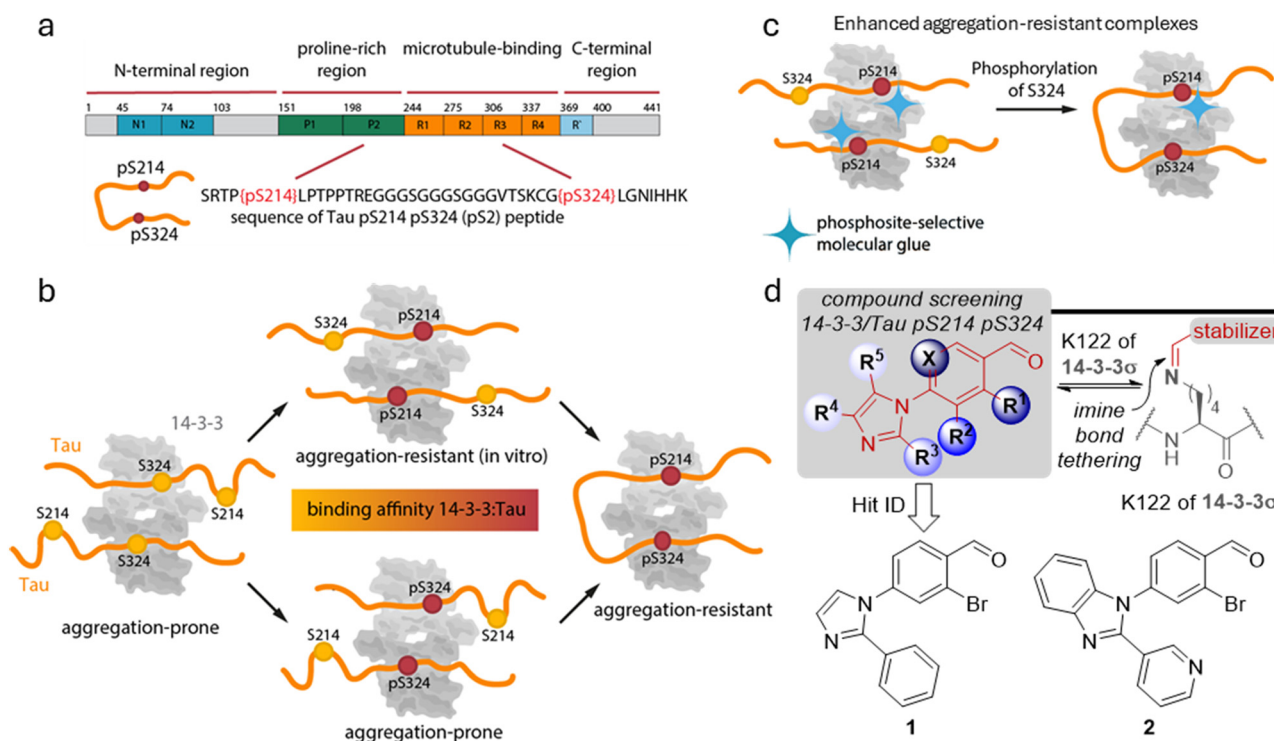 a
N-terminal region
proline-rich
region
microtubule-binding
C-terminal
region
1 45 74 103 151 198 244 275 306 337 369 400 441
N1 N2 P1 P2 R1 R2 R3 R4 R'
pS214
pS324
SRTP{pS214}LPTPPTREGGGSGGGSGGGVTSKCG{pS324}LGNIHHK
sequence of Tau pS214 pS324 (pS2) peptide
b
14-3-3
Tau
S324
S214
S214
S324
Tau
aggregation-prone
S324
pS214
pS214
S324
aggregation-resistant (in vitro)
binding affinity 14-3-3:Tau
pS324
S214
S214
pS324
aggregation-prone
pS214
pS324
aggregation-resistant
c
Enhanced aggregation-resistant complexes
S324
pS214
pS214
S324
Phosphorylation
of S324
pS214
pS324
phosphosite-selective
molecular glue
d
compound screening
14-3-3/Tau pS214 pS324
R5
R4
N
N
R3
X
O
R1
R2
K122 of
14-3-3σ
imine
bond
tethering
stabilizer
N
4
N
H
O
K122 of 14-3-3σ
Hit ID
O
Br
N
N
1
O
Br
N
N
N
2